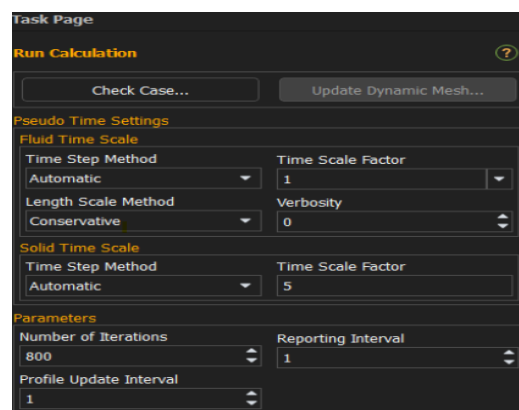 Task Page
Run Calculation ?
Check Case... Update Dynamic Mesh...
Pseudo Time Settings
Fluid Time Scale
Time Step Method Time Scale Factor
Automatic 1
Length Scale Method Verbosity
Conservative 0
Solid Time Scale
Time Step Method Time Scale Factor
Automatic 5
Parameters
Number of Iterations Reporting Interval
800 1
Profile Update Interval
1